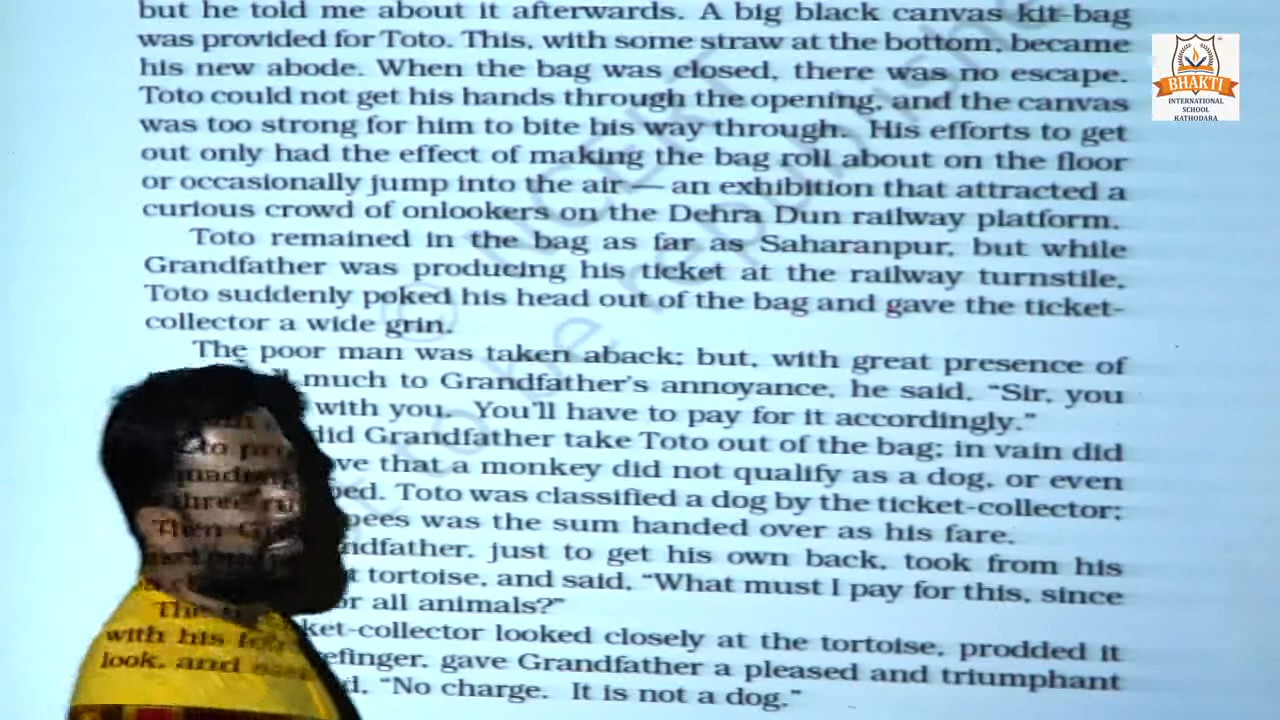 but he told me about it afterwards. A big black canvas kit-bag
was provided for Toto. This, with some straw at the bottom, became
his new abode. When the bag was closed, there was no escape.
Toto could not get his hands through the opening, and the canvas
was too strong for him to bite his way through. His efforts to get
out only had the effect of making the bag roll about on the floor
or occasionally jump into the air — an exhibition that attracted a
curious crowd of onlookers on the Dehra Dun railway platform.
Toto remained in the bag as far as Saharanpur, but while
Grandfather was producing his ticket at the railway turnstile,
Toto suddenly poked his head out of the bag and gave the ticket-
collector a wide grin.
The poor man was taken aback; but, with great presence of
much to Grandfather's annoyance, he said, "Sir, you
with you. You'll have to pay for it accordingly."
did Grandfather take Toto out of the bag; in vain did
that a monkey did not qualify as a dog, or even
Toto was classified a dog by the ticket-collector;
was the sum handed over as his fare.
Then just to get his own back, took from his
tortoise, and said, "What must I pay for this, since
all animals?"
The looked closely at the tortoise, prodded it
with his gave Grandfather a pleased and triumphant
look, and "No charge. It is not a dog."
© NCERT
not to be republished
BHAKTI
INTERNATIONAL
SCHOOL
KATHODARA